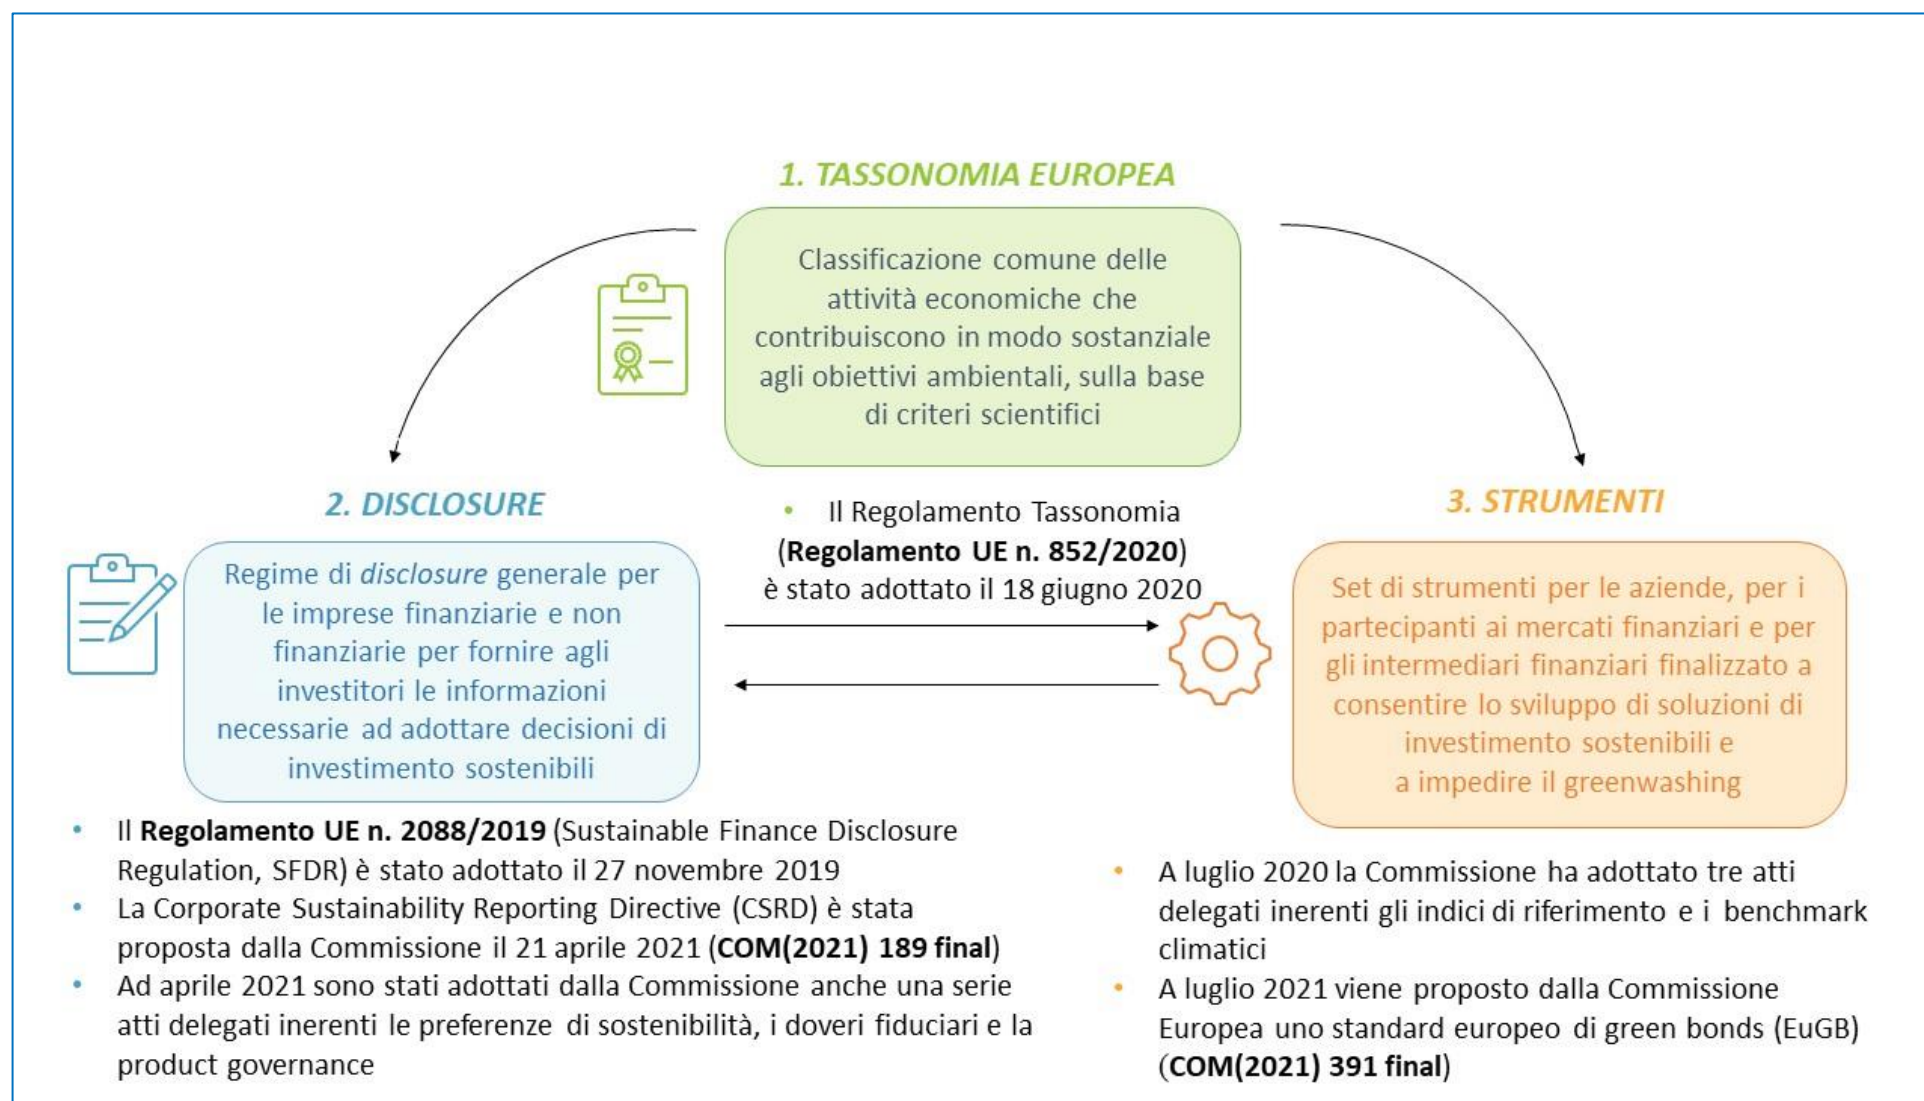 1. TASSONOMIA EUROPEA
Classificazione comune delle
attività economiche che
contribuiscono in modo sostanziale
agli obiettivi ambientali, sulla base
di criteri scientifici
• Il Regolamento Tassonomia
(Regolamento UE n. 852/2020)
è stato adottato il 18 giugno 2020
2. DISCLOSURE
Regime di disclosure generale per
le imprese finanziarie e non
finanziarie per fornire agli
investitori le informazioni
necessarie ad adottare decisioni di
investimento sostenibili
• Il Regolamento UE n. 2088/2019 (Sustainable Finance Disclosure
Regulation, SFDR) è stato adottato il 27 novembre 2019
• La Corporate Sustainability Reporting Directive (CSRD) è stata
proposta dalla Commissione il 21 aprile 2021 (COM(2021) 189 final)
• Ad aprile 2021 sono stati adottati dalla Commissione anche una serie
atti delegati inerenti le preferenze di sostenibilità, i doveri fiduciari e la
product governance
3. STRUMENTI
Set di strumenti per le aziende, per i
partecipanti ai mercati finanziari e per
gli intermediari finanziari finalizzato a
consentire lo sviluppo di soluzioni di
investimento sostenibili e
a impedire il greenwashing
• A luglio 2020 la Commissione ha adottato tre atti
delegati inerenti gli indici di riferimento e i benchmark
climatici
• A luglio 2021 viene proposto dalla Commissione
Europea uno standard europeo di green bonds (EuGB)
(COM(2021) 391 final)